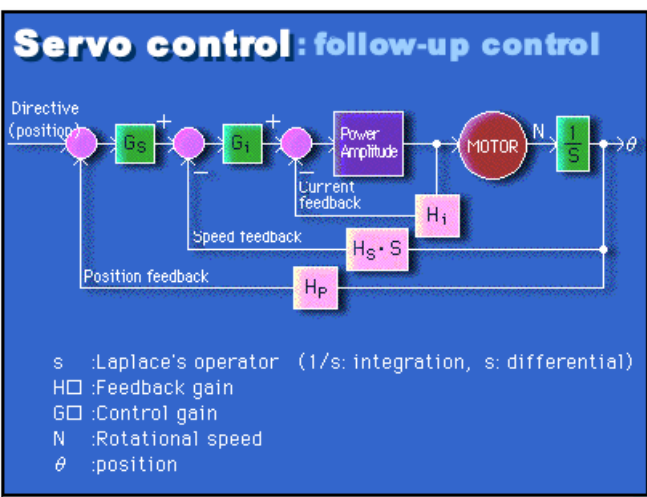 Servo control: follow-up control
Directive
(position)
Gs
+
−
Gi
+
−
Power
Amplitude
MOTOR
N
1
S
θ
Current
feedback
Hi
Speed feedback
Hs・S
Position feedback
Hp
s :Laplace's operator (1/s: integration, s: differential)
H□ :Feedback gain
G□ :Control gain
N :Rotational speed
θ :position